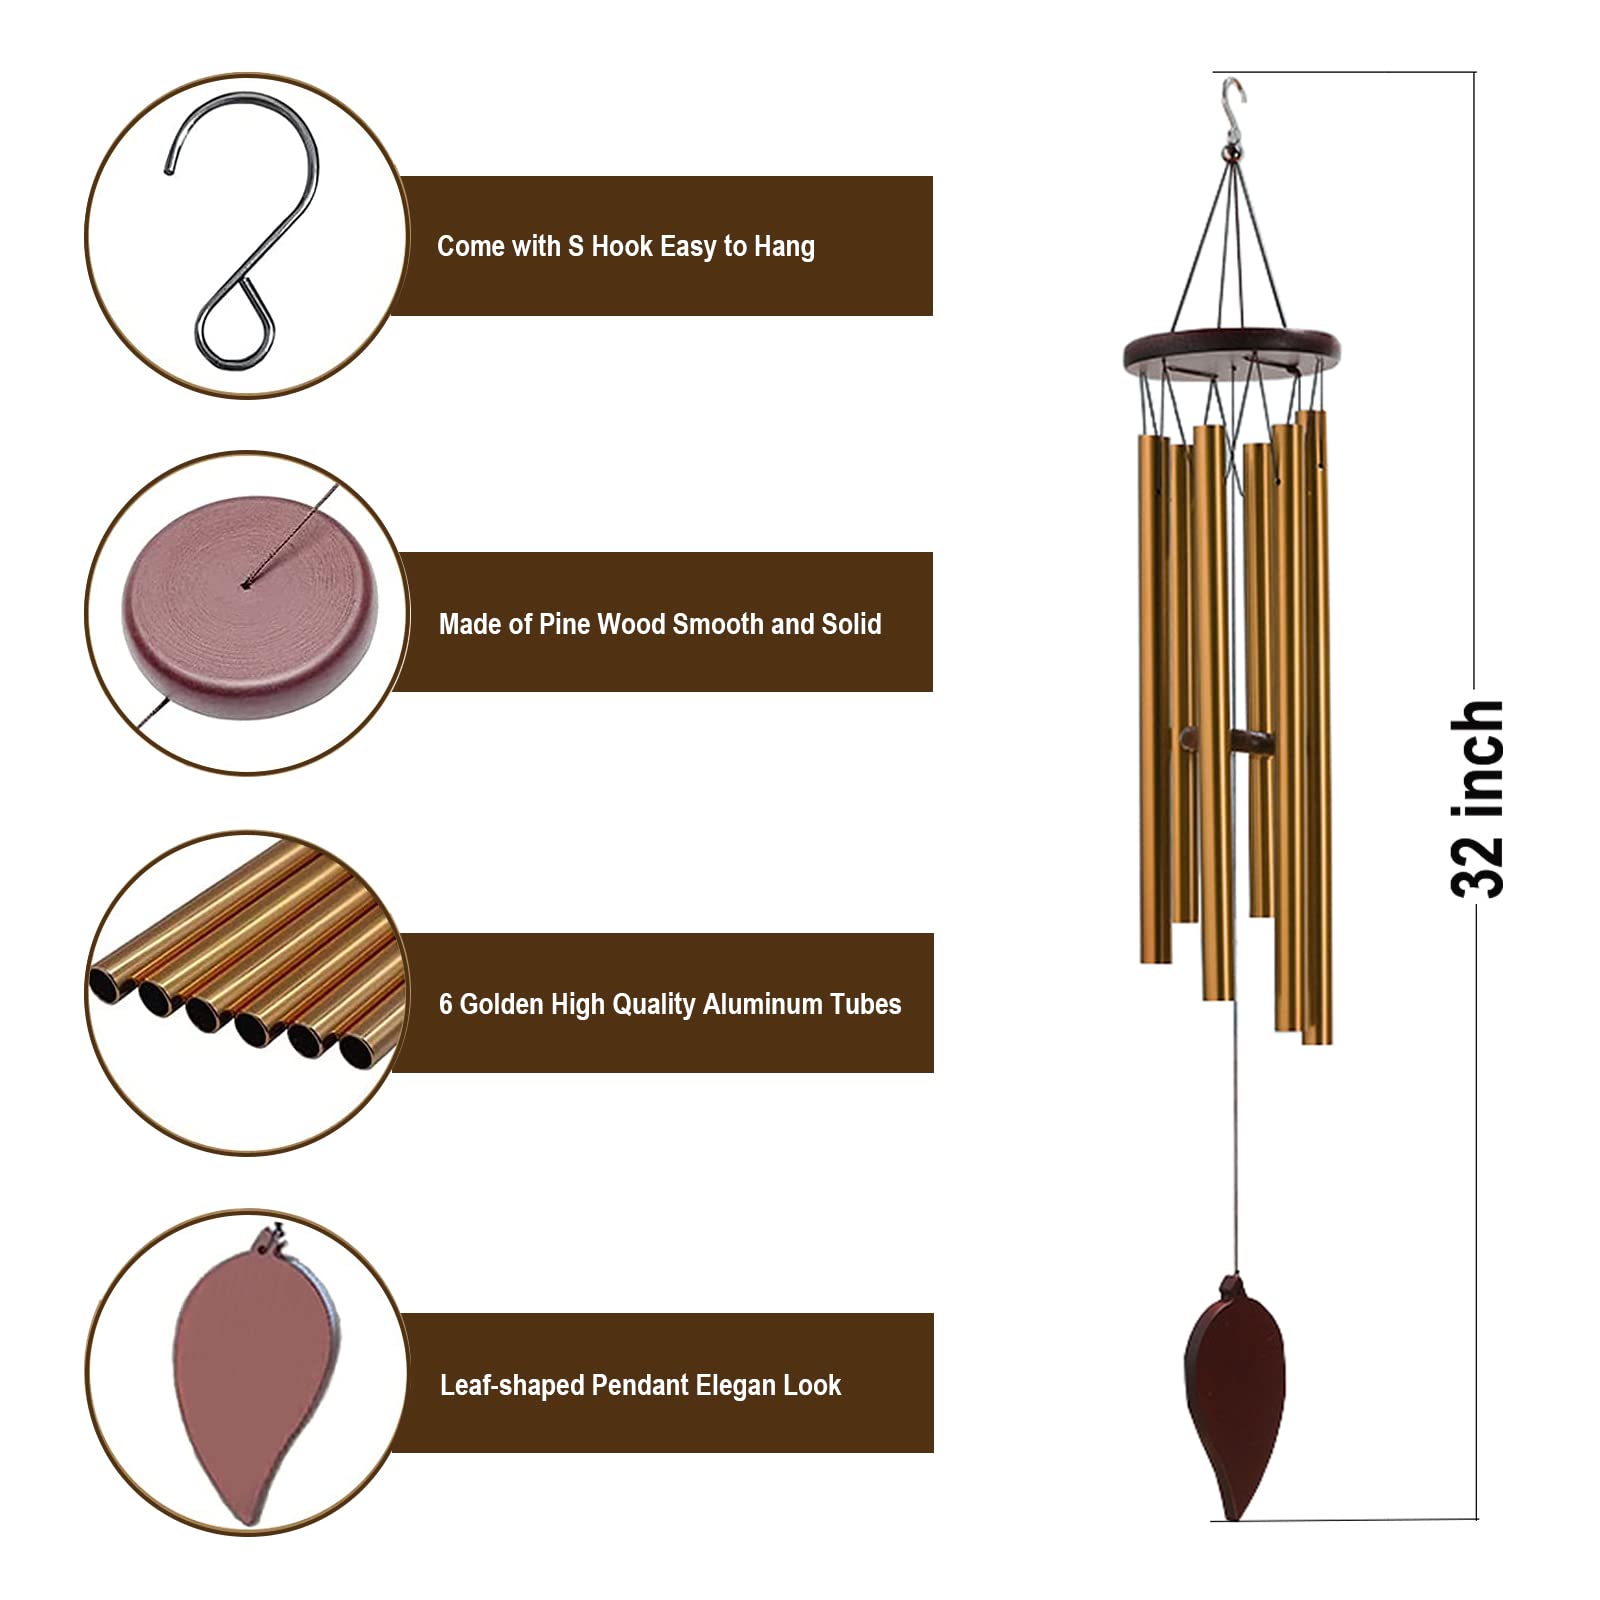 Come with S Hook Easy to Hang
Made of Pine Wood Smooth and Solid
6 Golden High Quality Aluminum Tubes
Leaf-shaped Pendant Elegan Look
32 inch